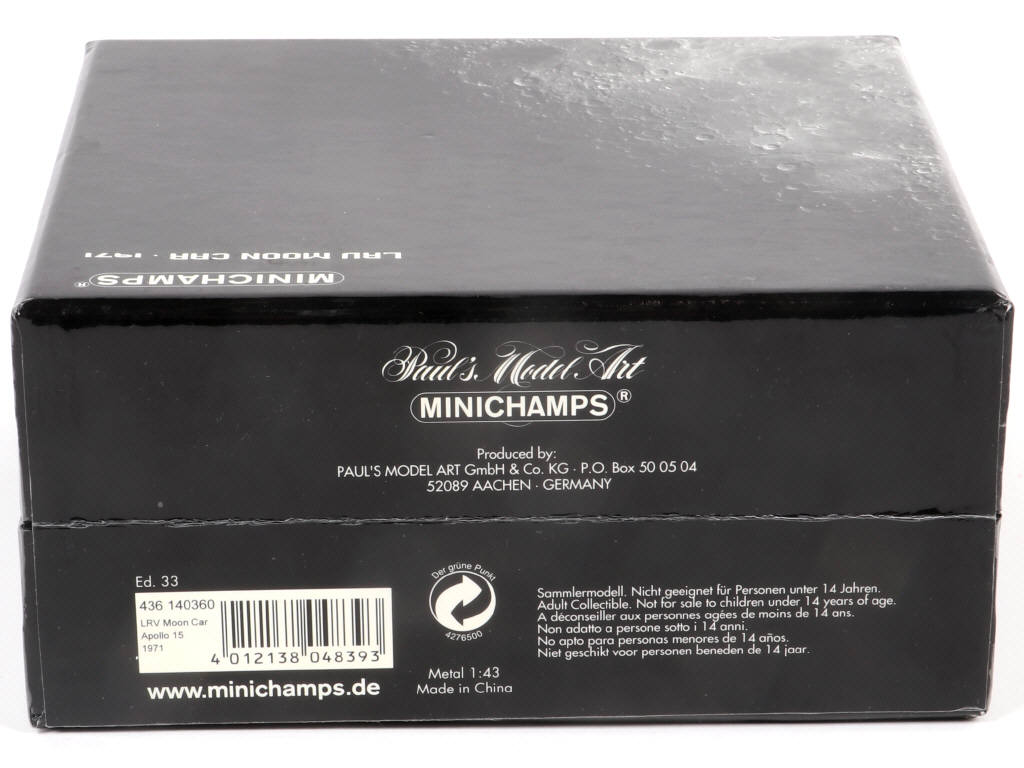 LRV MOON CAR · 1971
MINICHAMPS®
Paul's Model Art
MINICHAMPS®
Produced by:
PAUL'S MODEL ART GmbH & Co. KG · P.O. Box 50 05 04
52089 AACHEN · GERMANY
Ed. 33
436 140360
LRV Moon Car
Apollo 15
1971
4 012138 048393
www.minichamps.de
Der grüne Punkt
4276500
Metal 1:43
Made in China
Sammlermodell. Nicht geeignet für Personen unter 14 Jahren.
Adult Collectible. Not for sale to children under 14 years of age.
A déconseiller aux personnes agées de moins de 14 ans.
Non adatto a persone sotto i 14 anni.
No apto para personas menores de 14 años.
Niet geschikt voor personen beneden de 14 jaar.